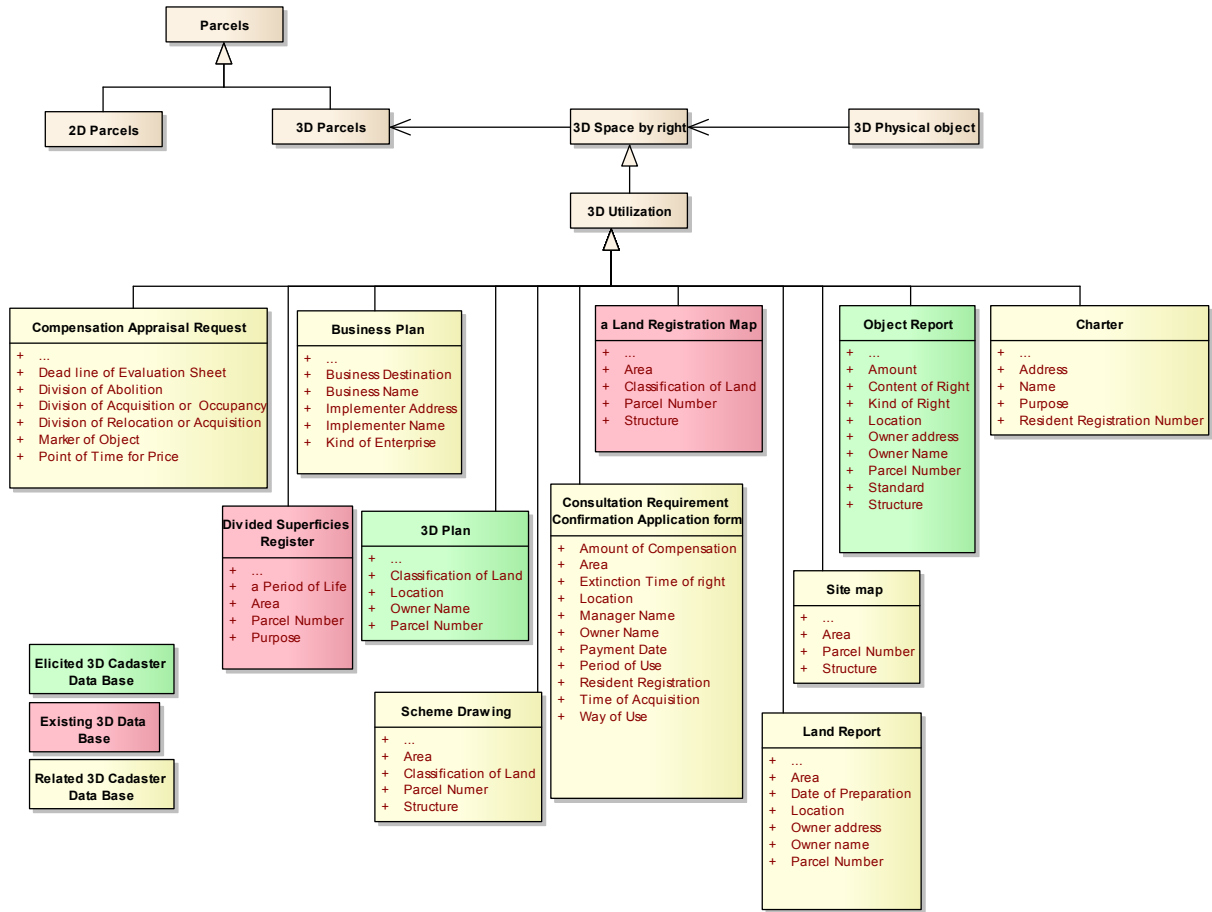 Parcels
2D Parcels
3D Parcels
3D Space by right
3D Physical object
3D Utilization
Compensation Appraisal Request
+ ...
+ Dead line of Evaluation Sheet
+ Division of Abolition
+ Division of Acquisition or Occupancy
+ Division of Relocation or Acquisition
+ Marker of Object
+ Point of Time for Price
Business Plan
+ ...
+ Business Destination
+ Business Name
+ Implementer Address
+ Implementer Name
+ Kind of Enterprise
a Land Registration Map
+ ...
+ Area
+ Classification of Land
+ Parcel Number
+ Structure
Object Report
+ ...
+ Amount
+ Content of Right
+ Kind of Right
+ Location
+ Owner address
+ Owner Name
+ Parcel Number
+ Standard
+ Structure
Charter
+ ...
+ Address
+ Name
+ Purpose
+ Resident Registration Number
Divided Superficies
Register
+ ...
+ a Period of Life
+ Area
+ Parcel Number
+ Purpose
3D Plan
+ ...
+ Classification of Land
+ Location
+ Owner Name
+ Parcel Number
Consultation Requirement
Confirmation Application form
+ Amount of Compensation
+ Area
+ Extinction Time of right
+ Location
+ Manager Name
+ Owner Name
+ Payment Date
+ Period of Use
+ Resident Registration
+ Time of Acquisition
+ Way of Use
Site map
+ ...
+ Area
+ Parcel Number
+ Structure
Elicited 3D Cadaster
Data Base
Existing 3D Data
Base
Related 3D Cadaster
Data Base
Scheme Drawing
+ ...
+ Area
+ Classification of Land
+ Parcel Numer
+ Structure
Land Report
+ ...
+ Area
+ Date of Preparation
+ Location
+ Owner address
+ Owner name
+ Parcel Number